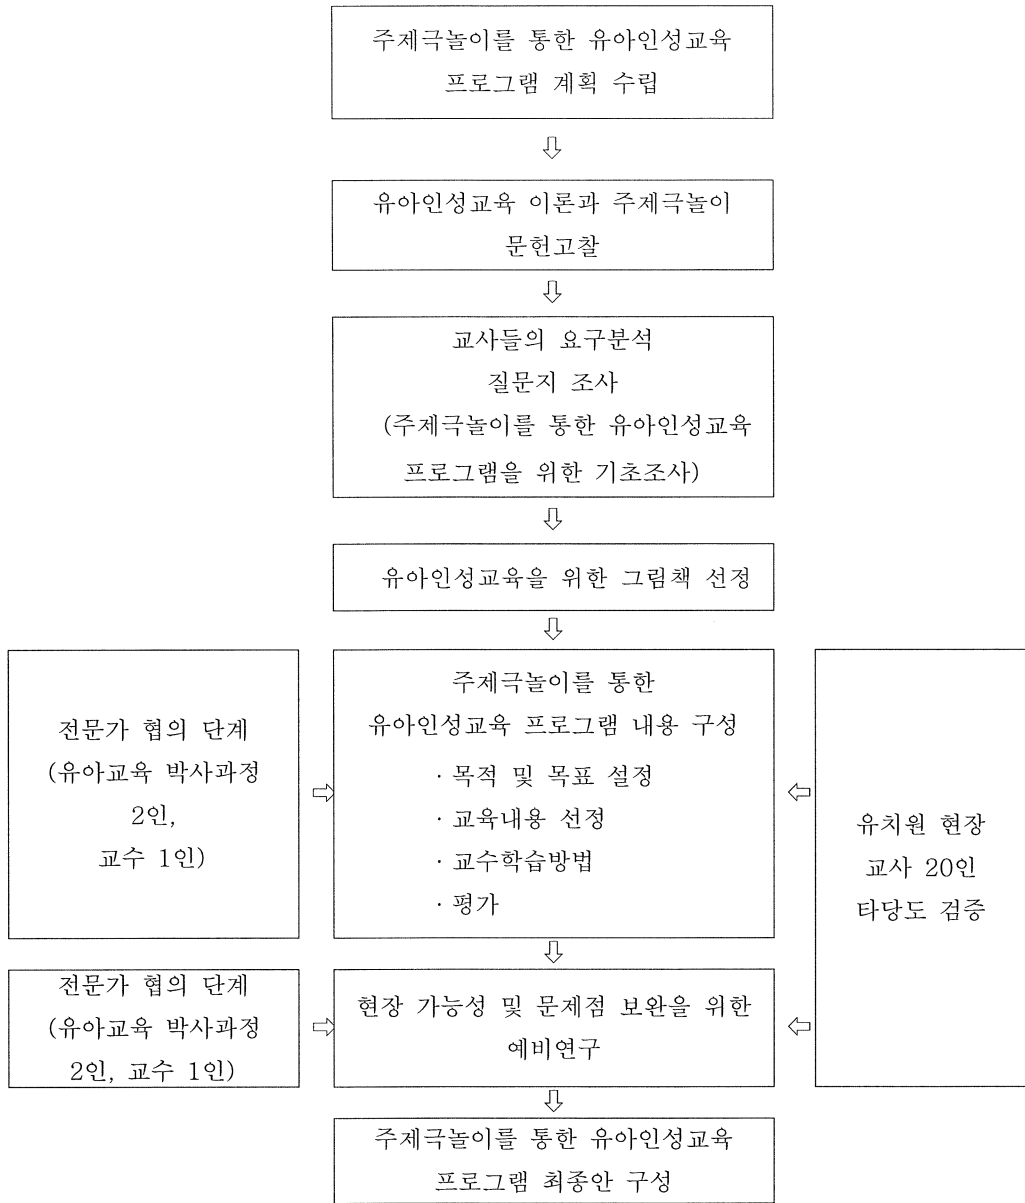 주제극놀이를 통한 유아인성교육
프로그램 계획 수립
⇩
유아인성교육 이론과 주제극놀이
문헌고찰
⇩
교사들의 요구분석
질문지 조사
(주제극놀이를 통한 유아인성교육
프로그램을 위한 기초조사)
⇩
유아인성교육을 위한 그림책 선정
⇩
전문가 협의 단계
(유아교육 박사과정
2인,
교수 1인)
⇨
주제극놀이를 통한
유아인성교육 프로그램 내용 구성
· 목적 및 목표 설정
· 교육내용 선정
· 교수학습방법
· 평가
⇦
유치원 현장
교사 20인
타당도 검증
⇩
전문가 협의 단계
(유아교육 박사과정
2인, 교수 1인)
⇨
현장 가능성 및 문제점 보완을 위한
예비연구
⇦
⇩
주제극놀이를 통한 유아인성교육
프로그램 최종안 구성